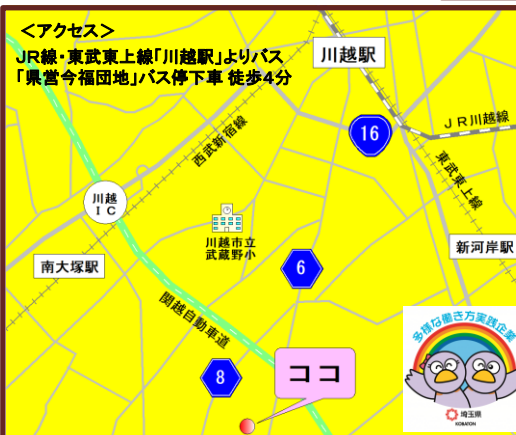 <アクセス>
JR線・東武東上線「川越駅」よりバス
「県営今福団地」バス停下車 徒歩4分
川越駅
16
JR川越線
西武新宿線
東武東上線
川越
IC
川越市立
武蔵野小
新河岸駅
南大塚駅
6
関越自動車道
8
ココ
多様な働き方実践企業
埼玉県
KOBATON